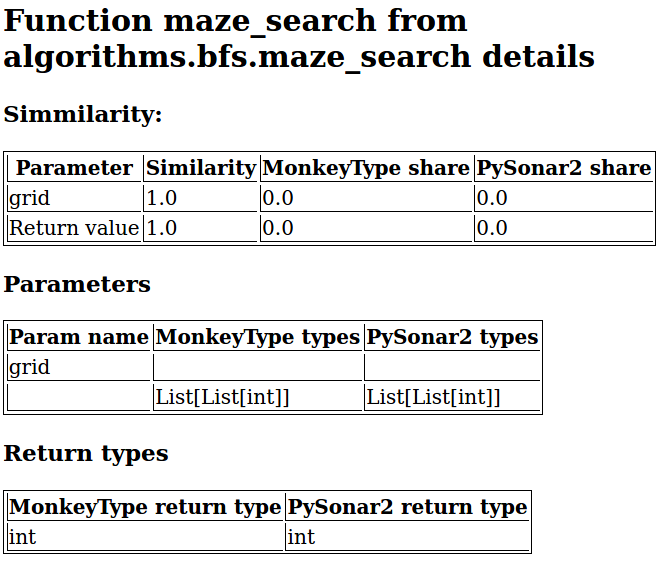 Function maze_search from
algorithms.bfs.maze_search details
Simmilarity:
Parameter Similarity MonkeyType share PySonar2 share
grid 1.0 0.0 0.0
Return value 1.0 0.0 0.0
Parameters
Param name MonkeyType types PySonar2 types
grid
List[List[int]] List[List[int]]
Return types
MonkeyType return type PySonar2 return type
int int